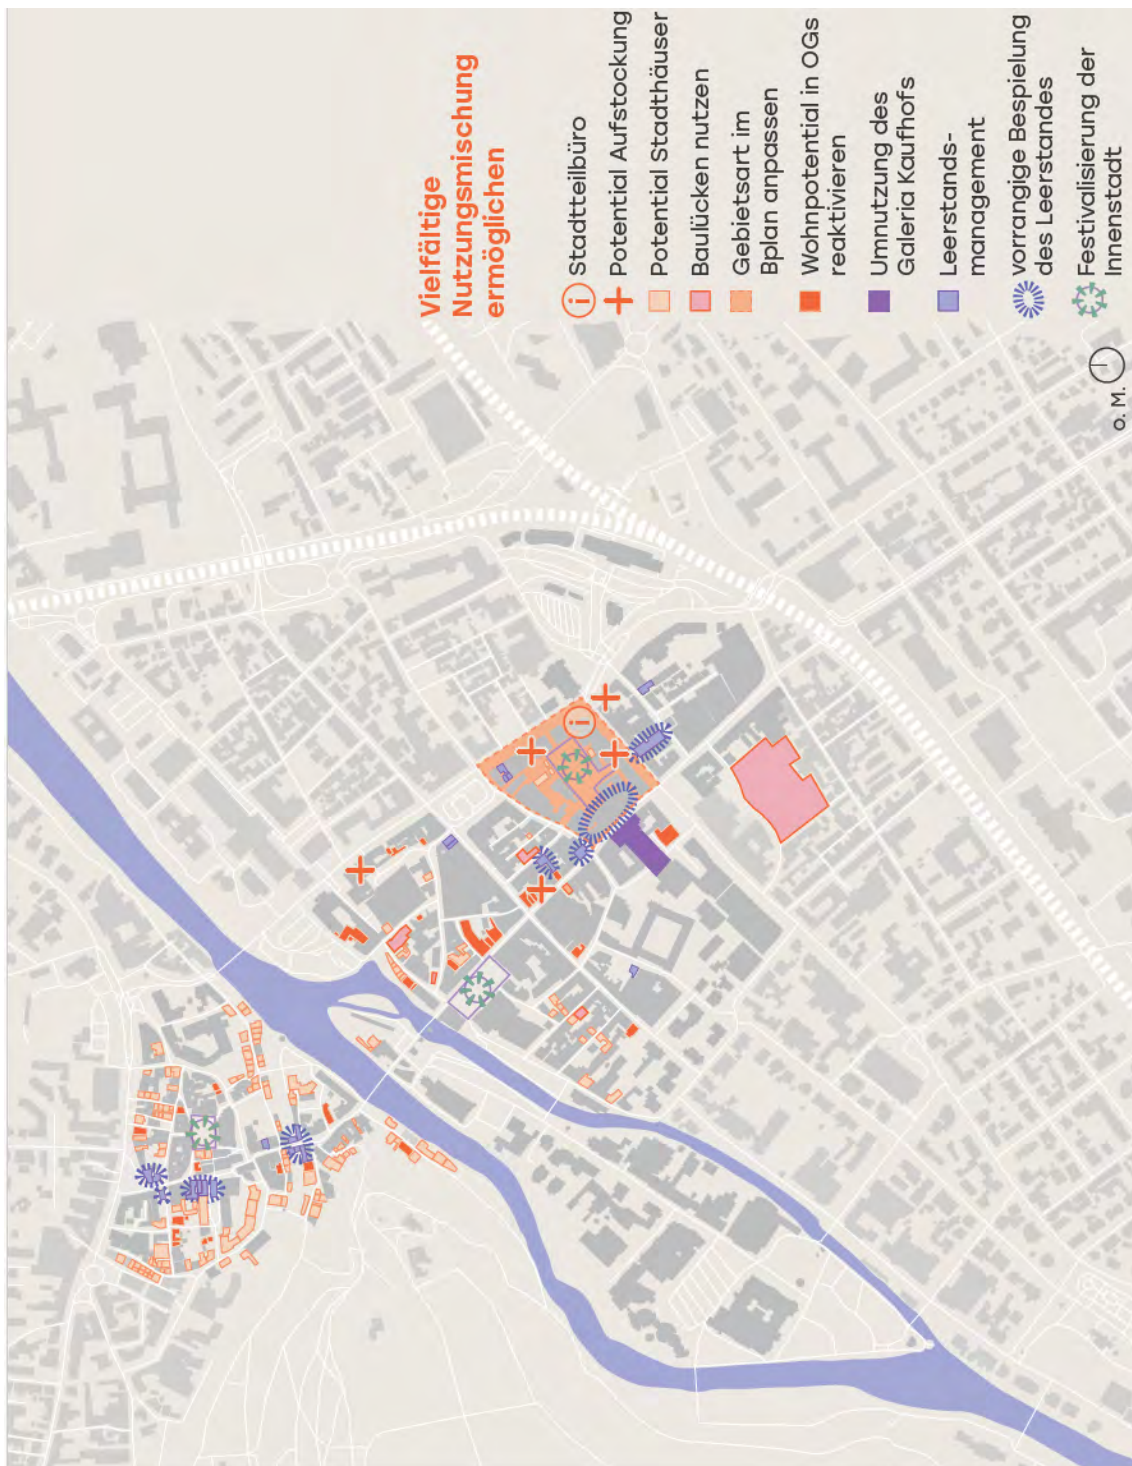 Vielfältige
Nutzungsmischung
ermöglichen
i Stadtteilbüro
Potential Aufstockung
Potential Stadthäuser
Baulücken nutzen
Gebietsart im
Bplan anpassen
Wohnpotential in OGs
reaktivieren
Umnutzung des
Galeria Kaufhofs
Leerstands-
management
vorrangige Bespielung
des Leerstandes
Festivalisierung der
Innenstadt
o. M.
i